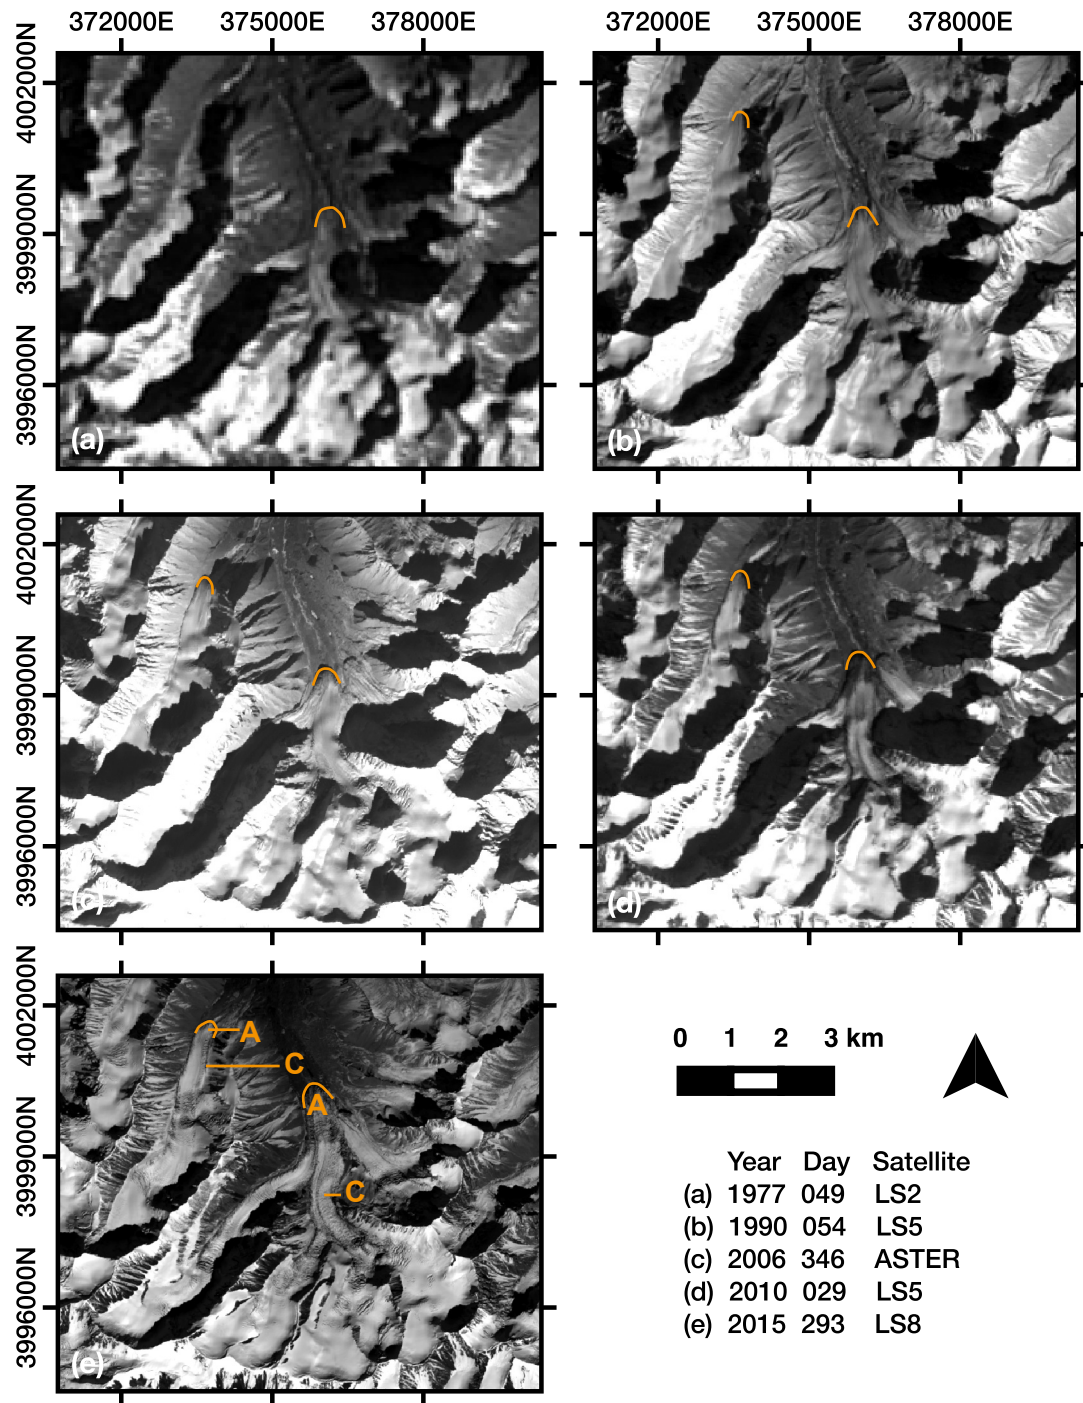 372000E 375000E 378000E 372000E 375000E 378000E
4002000N
3999000N
3996000N
(a)
(b)
4002000N
3999000N
3996000N
(c)
(d)
4002000N
3999000N
3996000N
A
C
A
C
(e)
0 1 2 3 km
Year Day Satellite
(a) 1977 049 LS2
(b) 1990 054 LS5
(c) 2006 346 ASTER
(d) 2010 029 LS5
(e) 2015 293 LS8